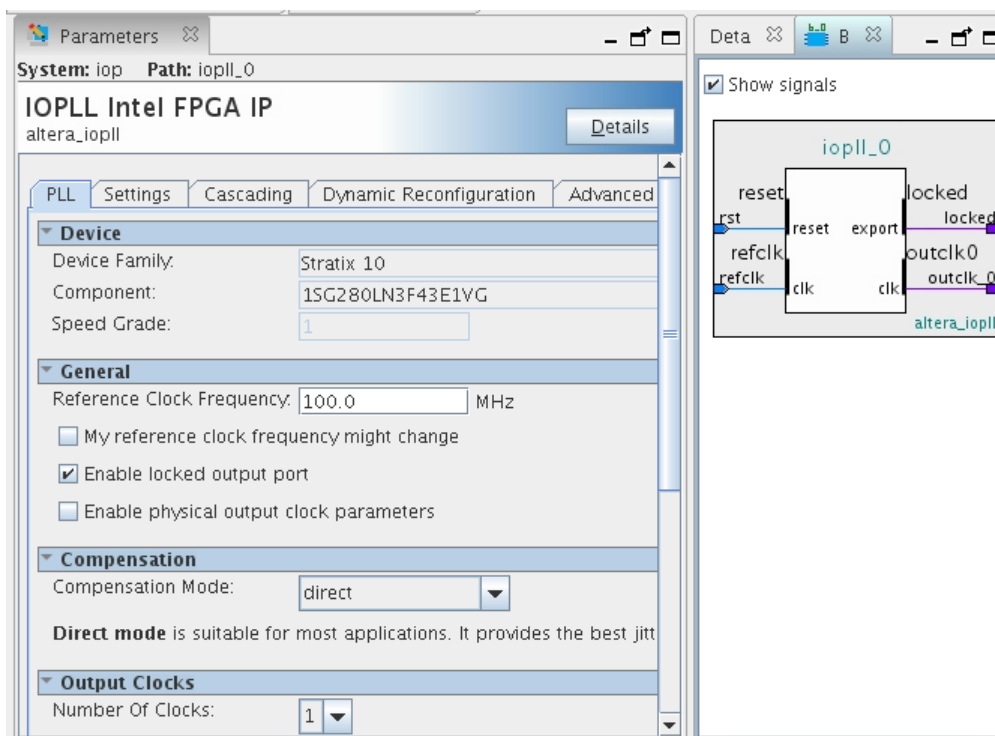 Parameters
System: iop Path: iopll_0
IOPLL Intel FPGA IP
altera_iopll
Details
PLL Settings Cascading Dynamic Reconfiguration Advanced
Device
Device Family: Stratix 10
Component: 1SG280LN3F43E1VG
Speed Grade: 1
General
Reference Clock Frequency: 100.0 MHz
My reference clock frequency might change
Enable locked output port
Enable physical output clock parameters
Compensation
Compensation Mode: direct
Direct mode is suitable for most applications. It provides the best jitt
Output Clocks
Number Of Clocks: 1
Deta B
Show signals
iopll_0
reset locked
rst locked
reset export
refclk outclk0
refclk outclk_0
clk clk
altera_iopll